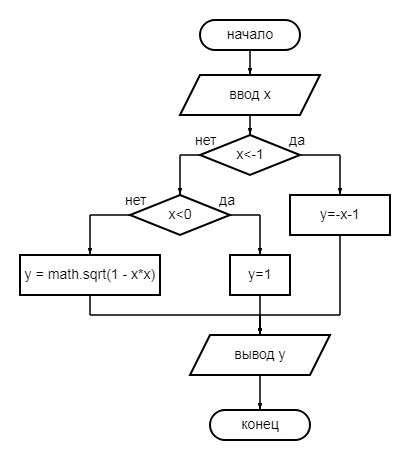 начало
ввод x
нет
да
x<-1
нет
да
x<0
y=-x-1
y = math.sqrt(1 - x*x)
y=1
вывод y
конец